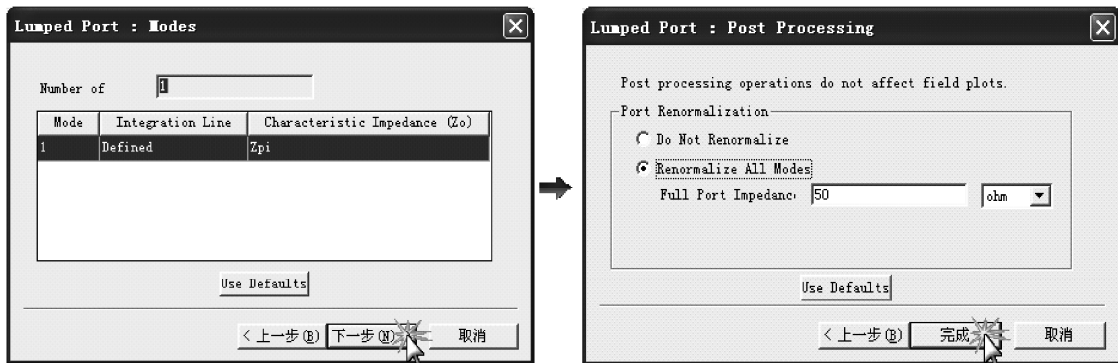 Lumped Port : Modes
Number of 1
Mode Integration Line Characteristic Impedance (Zo)
1 Defined Zpi
Use Defaults
< 上一步(B) 下一步(N) > 取消
Lumped Port : Post Processing
Post processing operations do not affect field plots.
Port Renormalization
Do Not Renormalize
Renormalize All Modes
Full Port Impedanc 50 ohm
Use Defaults
< 上一步(B) 完成 取消